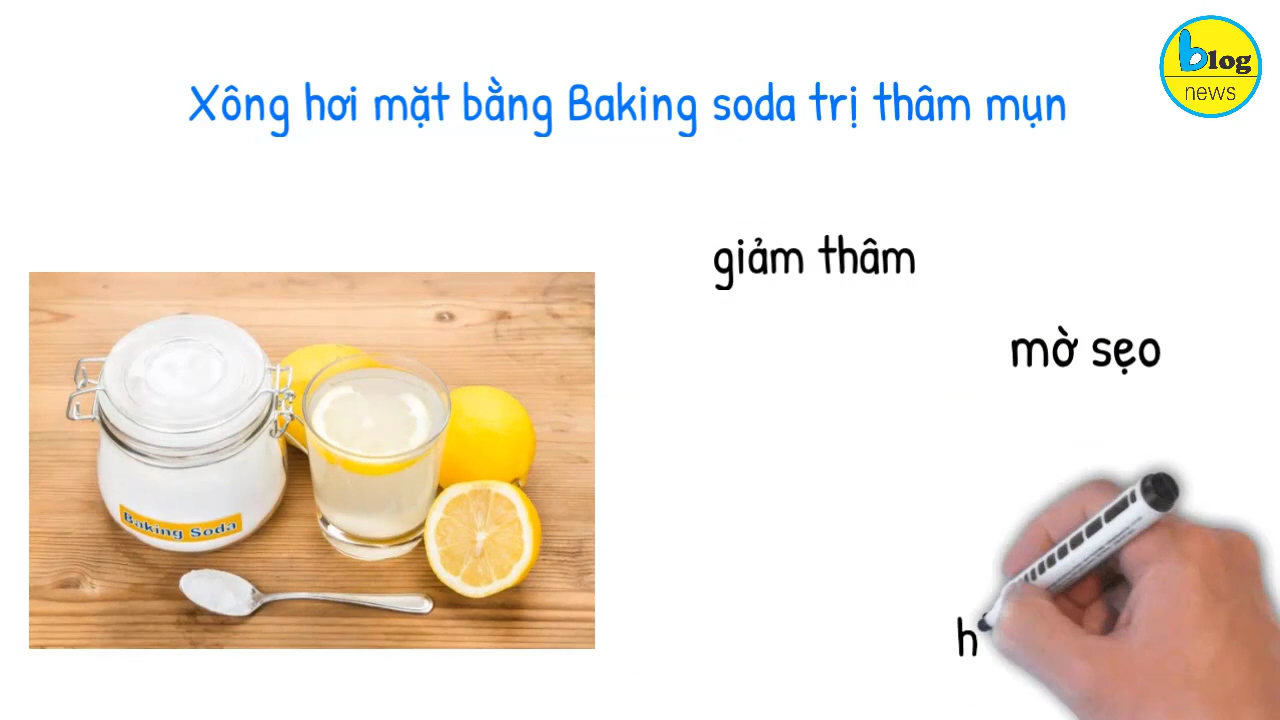 blog
news
Xông hơi mặt bằng Baking soda trị thâm mụn
giảm thâm
mờ sẹo
Baking Soda
h